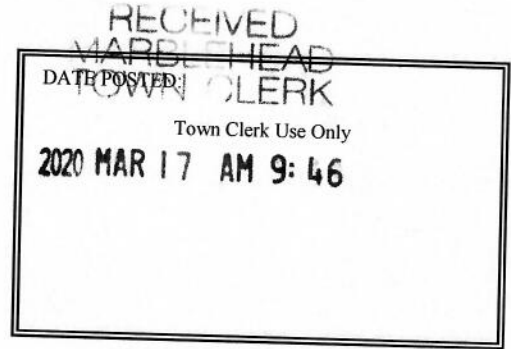 RECEIVED
MARBLEHEAD
TOWN CLERK
DATE POSTED:
Town Clerk Use Only
2020 MAR 17 AM 9:46